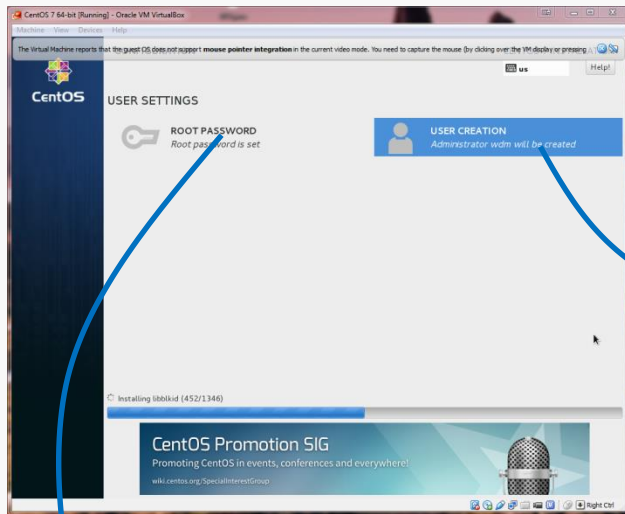 CentOS 7 64-bit [Running] - Oracle VM VirtualBox
Machine View Devices Help
The Virtual Machine reports that the guest OS does not support mouse pointer integration in the current video mode. You need to capture the mouse (by clicking over the VM display or pressing
us
Help!
CentOS
USER SETTINGS
ROOT PASSWORD
Root password is set
USER CREATION
Administrator wdm will be created
Installing libblkid (452/1346)
CentOS Promotion SIG
Promoting CentOS in events, conferences and everywhere!
wiki.centos.org/SpecialInterestGroup
Right Ctrl